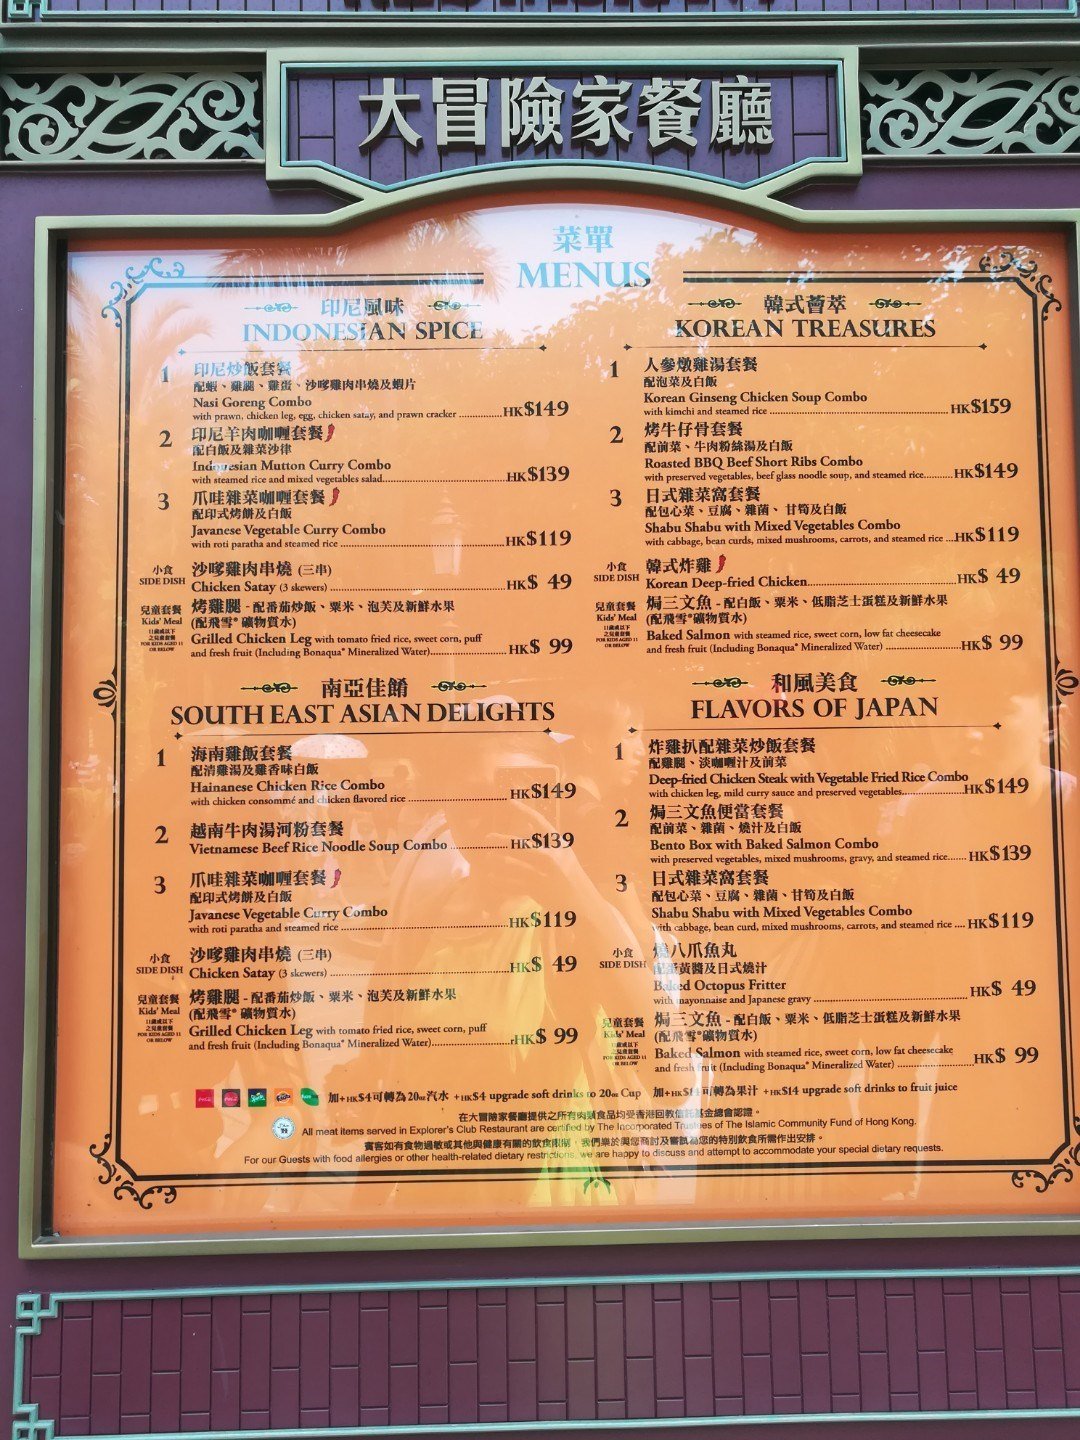 大冒險家餐廳
菜單
MENUS
印尼風味
INDONESIAN SPICE
1 印尼炒飯套餐
配蝦、雞腿、雞蛋、沙嗲雞肉串燒及蝦片
Nasi Goreng Combo
with prawn, chicken leg, egg, chicken satay, and prawn cracker HK$149
2 印尼羊肉咖喱套餐
配白飯及雜菜沙律
Indonesian Mutton Curry Combo
with steamed rice and mixed vegetables salad HK$139
3 爪哇雜菜咖喱套餐
配印式烤餅及白飯
Javanese Vegetable Curry Combo
with roti paratha and steamed rice HK$119
小食 沙嗲雞肉串燒 (三串)
SIDE DISH Chicken Satay (3 skewers) HK$ 49
兒童套餐 烤雞腿 - 配番茄炒飯、粟米、泡芙及新鮮水果
Kids' Meal (配飛雪® 礦物質水)
11歲或以下
之兒童套餐
FOR KIDS AGED 11
OR BELOW
Grilled Chicken Leg with tomato fried rice, sweet corn, puff
and fresh fruit (Including Bonaqua® Mineralized Water) HK$ 99
韓式薈萃
KOREAN TREASURES
1 人參燉雞湯套餐
配泡菜及白飯
Korean Ginseng Chicken Soup Combo
with kimchi and steamed rice HK$159
2 烤牛仔骨套餐
配前菜、牛肉粉絲湯及白飯
Roasted BBQ Beef Short Ribs Combo
with preserved vegetables, beef glass noodle soup, and steamed rice HK$149
3 日式雜菜窩套餐
配包心菜、豆腐、雜菌、甘筍及白飯
Shabu Shabu with Mixed Vegetables Combo
with cabbage, bean curds, mixed mushrooms, carrots, and steamed rice HK$119
小食 韓式炸雞
SIDE DISH Korean Deep-fried Chicken HK$ 49
兒童套餐 焗三文魚 - 配白飯、粟米、低脂芝士蛋糕及新鮮水果
Kids' Meal (配飛雪® 礦物質水)
11歲或以下
之兒童套餐
FOR KIDS AGED 11
OR BELOW
Baked Salmon with steamed rice, sweet corn, low fat cheesecake
and fresh fruit (Including Bonaqua® Mineralized Water) HK$ 99
南亞佳餚
SOUTH EAST ASIAN DELIGHTS
1 海南雞飯套餐
配清雞湯及雞香味白飯
Hainanese Chicken Rice Combo
with chicken consommé and chicken flavored rice HK$149
2 越南牛肉湯河粉套餐
Vietnamese Beef Rice Noodle Soup Combo HK$139
3 爪哇雜菜咖喱套餐
配印式烤餅及白飯
Javanese Vegetable Curry Combo
with roti paratha and steamed rice HK$119
小食 沙嗲雞肉串燒 (三串)
SIDE DISH Chicken Satay (3 skewers) HK$ 49
兒童套餐 烤雞腿 - 配番茄炒飯、粟米、泡芙及新鮮水果
Kids' Meal (配飛雪® 礦物質水)
11歲或以下
之兒童套餐
FOR KIDS AGED 11
OR BELOW
Grilled Chicken Leg with tomato fried rice, sweet corn, puff
and fresh fruit (Including Bonaqua® Mineralized Water) HK$ 99
和風美食
FLAVORS OF JAPAN
1 炸雞扒配雜菜炒飯套餐
配雞腿、淡咖喱汁及前菜
Deep-fried Chicken Steak with Vegetable Fried Rice Combo
with chicken leg, mild curry sauce and preserved vegetables HK$149
2 焗三文魚便當套餐
配前菜、雜菌、燒汁及白飯
Bento Box with Baked Salmon Combo
with preserved vegetables, mixed mushrooms, gravy, and steamed rice HK$139
3 日式雜菜窩套餐
配包心菜、豆腐、雜菌、甘筍及白飯
Shabu Shabu with Mixed Vegetables Combo
with cabbage, bean curd, mixed mushrooms, carrots, and steamed rice HK$119
小食 燒八爪魚丸
SIDE DISH 配蛋黃醬及日式燒汁
Baked Octopus Fritter
with mayonnaise and Japanese gravy HK$ 49
兒童套餐 焗三文魚 - 配白飯、粟米、低脂芝士蛋糕及新鮮水果
Kids' Meal (配飛雪® 礦物質水)
11歲或以下
之兒童套餐
FOR KIDS AGED 11
OR BELOW
Baked Salmon with steamed rice, sweet corn, low fat cheesecake
and fresh fruit (Including Bonaqua® Mineralized Water) HK$ 99
加+HK$4可轉為20oz汽水 +HK$4 upgrade soft drinks to 20oz Cup 加+HK$14可轉為果汁 +HK$14 upgrade soft drinks to fruit juice
在大冒險家餐廳提供之所有肉類食品均受香港回教信託基金總會認證。
All meat items served in Explorer's Club Restaurant are certified by The Incorporated Trustees of The Islamic Community Fund of Hong Kong.
賓客如有食物過敏或其他與健康有關的飲食限制，我們樂於與您商討及嘗試為您的特別飲食所需作出安排。
For our Guests with food allergies or other health-related dietary restrictions, we are happy to discuss and attempt to accommodate your special dietary requests.